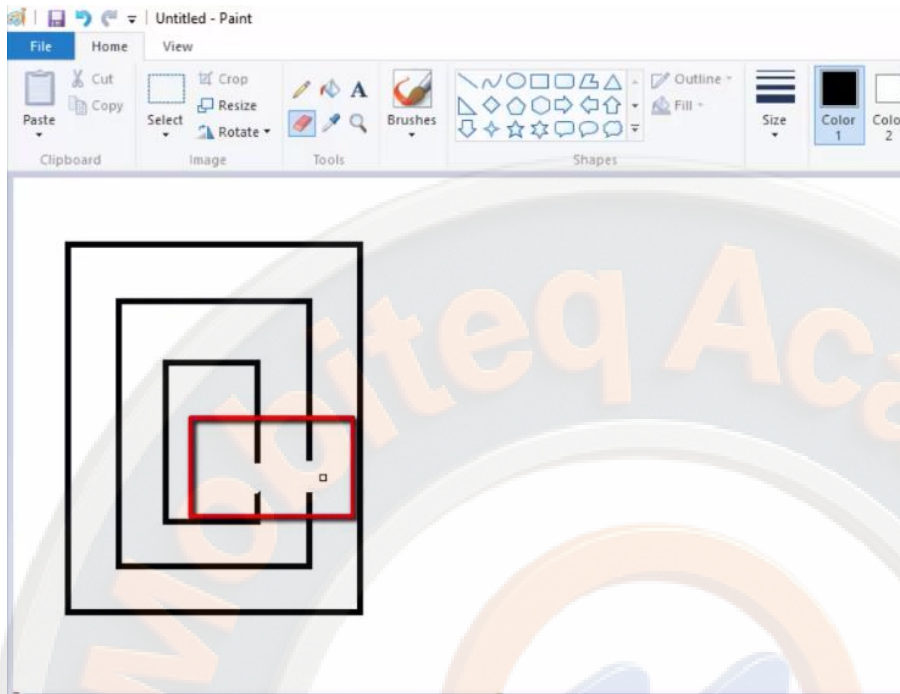 Untitled - Paint
File Home View
Paste
Cut
Copy
Clipboard
Select
Crop
Resize
Rotate
Image
A
Tools
Brushes
Shapes
Outline
Fill
Size
Color
1
Colo
2
Mobiteq Aca